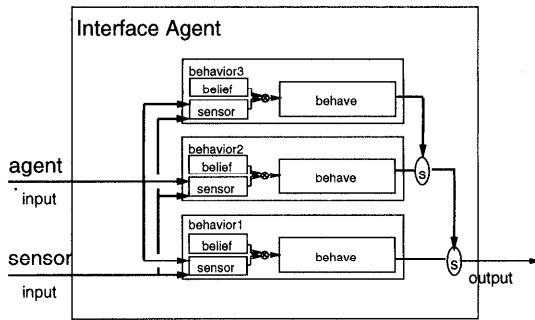 Interface Agent
behavior3
belief
sensor
behave
behavior2
belief
sensor
behave
s
agent
input
behavior1
belief
sensor
behave
s
sensor
input
output